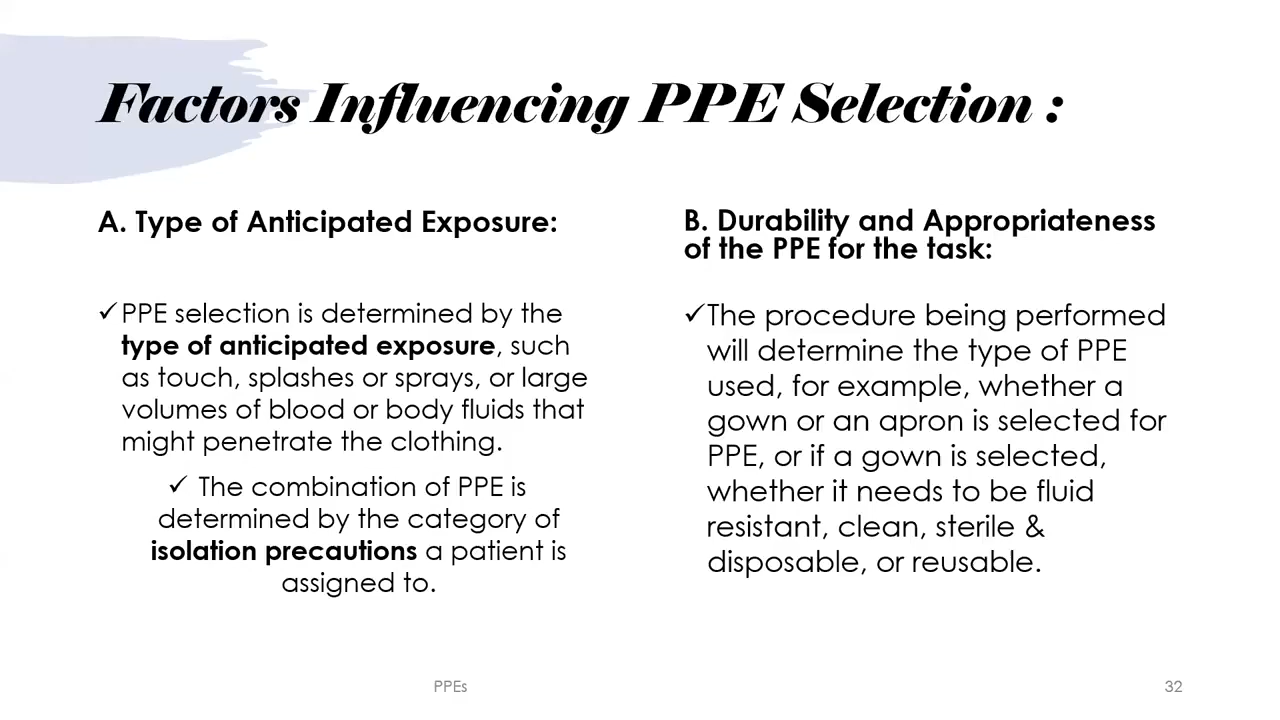 Factors Influencing PPE Selection :
A. Type of Anticipated Exposure:
✓PPE selection is determined by the
type of anticipated exposure, such
as touch, splashes or sprays, or large
volumes of blood or body fluids that
might penetrate the clothing.
✓ The combination of PPE is
determined by the category of
isolation precautions a patient is
assigned to.
B. Durability and Appropriateness
of the PPE for the task:
✓The procedure being performed
will determine the type of PPE
used, for example, whether a
gown or an apron is selected for
PPE, or if a gown is selected,
whether it needs to be fluid
resistant, clean, sterile &
disposable, or reusable.
PPEs
32